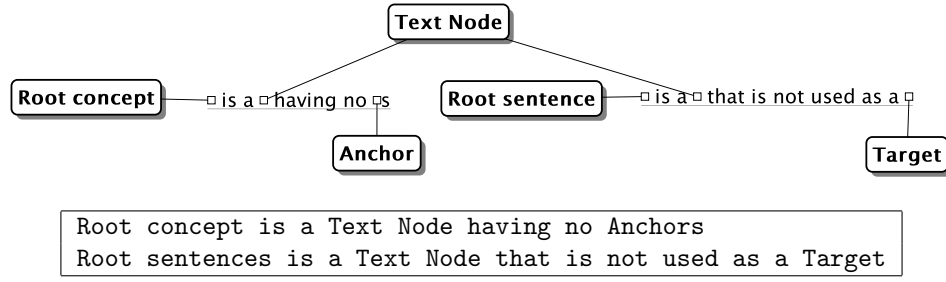 Text Node
Root concept
□ is a □ having no □s
Root sentence
□ is a □ that is not used as a □
Anchor
Target
Root concept is a Text Node having no Anchors
Root sentences is a Text Node that is not used as a Target